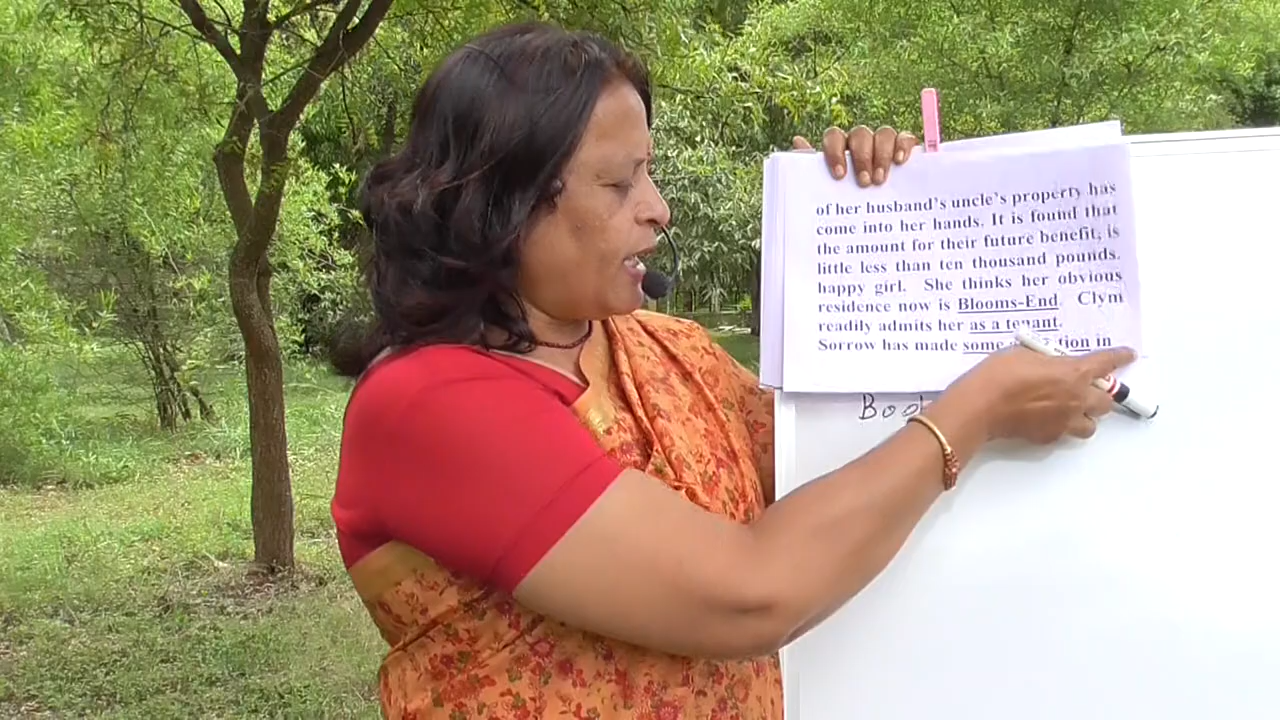 of her husband's uncle's property has
come into her hands. It is found that
the amount for their future benefit, is
little less than ten thousand pounds.
happy girl. She thinks her obvious
residence now is Blooms-End. Clym
readily admits her as a tenant.
Sorrow has made some tion in